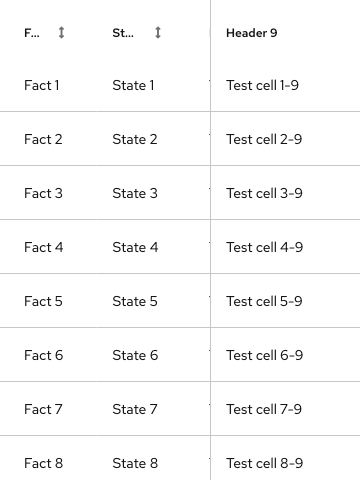 F... St... Header 9
Fact 1 State 1 Test cell 1-9
Fact 2 State 2 Test cell 2-9
Fact 3 State 3 Test cell 3-9
Fact 4 State 4 Test cell 4-9
Fact 5 State 5 Test cell 5-9
Fact 6 State 6 Test cell 6-9
Fact 7 State 7 Test cell 7-9
Fact 8 State 8 Test cell 8-9